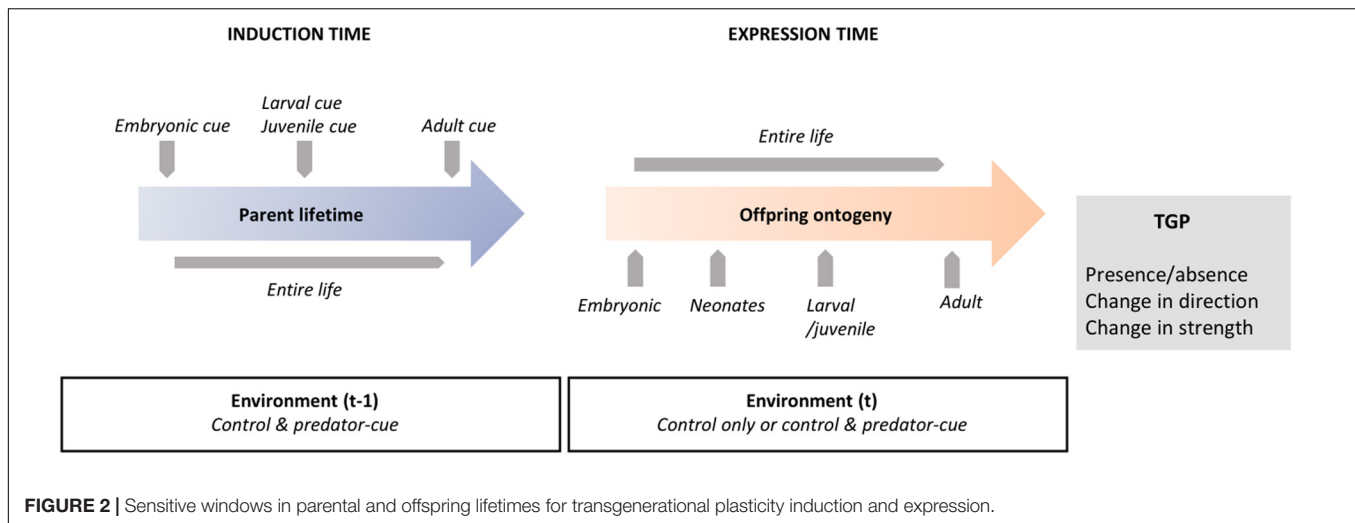 INDUCTION TIME
EXPRESSION TIME
Embryonic cue
Larval cue
Juvenile cue
Adult cue
Parent lifetime
Entire life
Entire life
Offspring ontogeny
Embryonic
Neonates
Larval
/juvenile
Adult
TGP
Presence/absence
Change in direction
Change in strength
Environment (t-1)
Control & predator-cue
Environment (t)
Control only or control & predator-cue
FIGURE 2 | Sensitive windows in parental and offspring lifetimes for transgenerational plasticity induction and expression.